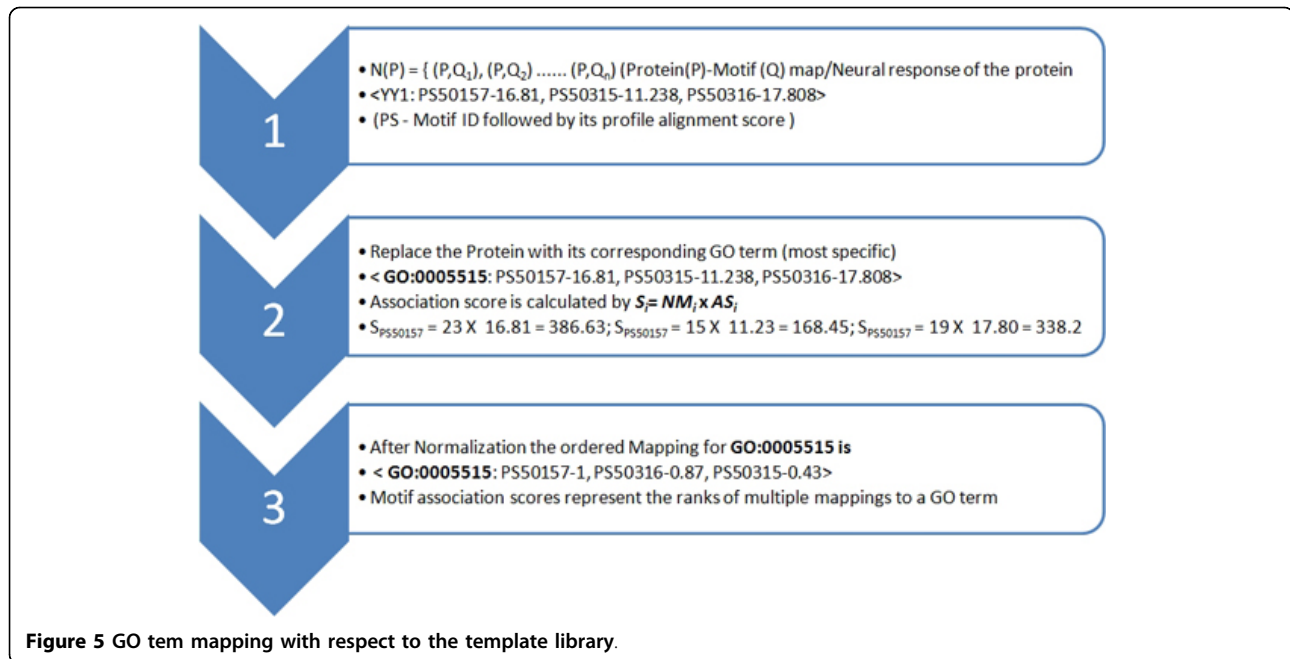 1
• N(P) = { (P,Q1), (P,Q2) ...... (P,Qn) (Protein(P)-Motif (Q) map/Neural response of the protein
• <YY1: PS50157-16.81, PS50315-11.238, PS50316-17.808>
• (PS - Motif ID followed by its profile alignment score )
2
• Replace the Protein with its corresponding GO term (most specific)
• < GO:0005515: PS50157-16.81, PS50315-11.238, PS50316-17.808>
• Association score is calculated by Si= NMi x ASi
• SPS50157 = 23 X 16.81 = 386.63; SPS50157 = 15 X 11.23 = 168.45; SPS50157 = 19 X 17.80 = 338.2
3
• After Normalization the ordered Mapping for GO:0005515 is
• < GO:0005515: PS50157-1, PS50316-0.87, PS50315-0.43>
• Motif association scores represent the ranks of multiple mappings to a GO term
Figure 5 GO tem mapping with respect to the template library.